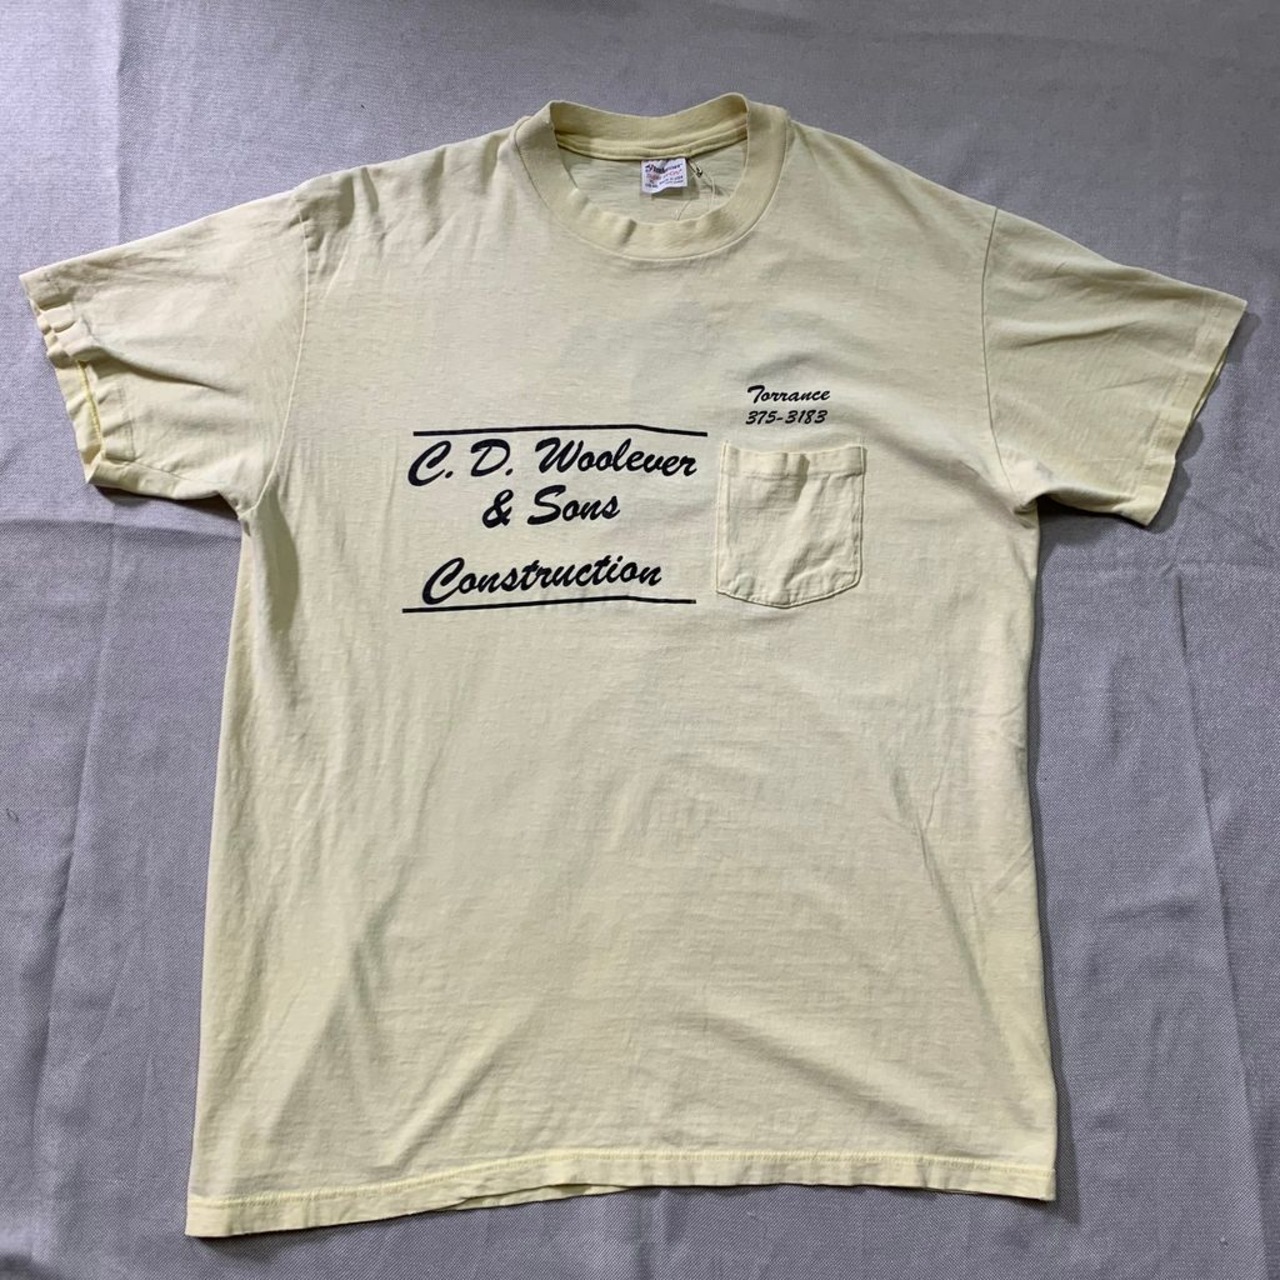 Torrance
375-3183
C. D. Woolever
& Sons
Construction